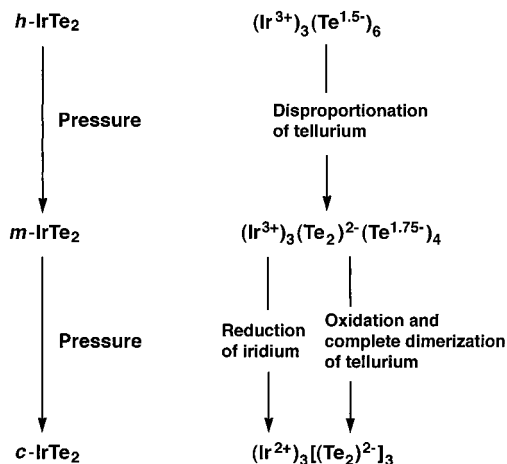 h-IrTe₂ (Ir³⁺)₃(Te¹·⁵⁻)₆
Pressure
Disproportionation
of tellurium
m-IrTe₂ (Ir³⁺)₃(Te₂)²⁻(Te¹·⁷⁵⁻)₄
Pressure
Reduction
of iridium
Oxidation and
complete dimerization
of tellurium
c-IrTe₂ (Ir²⁺)₃[(Te₂)²⁻]₃